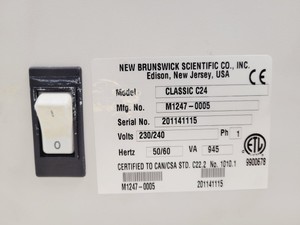 NEW BRUNSWICK SCIENTIFIC CO., INC.
Edison, New Jersey, USA
CE
Model CLASSIC C24
Mfg. No. M1247-0005
Serial No. 201141115
Volts 230/240 Ph 1
Hertz 50/60 VA 945
ETL
9900678
CERTIFIED TO CAN/CSA STD. C22.2 No. 1010.1
M1247-0005 201141115
I
O